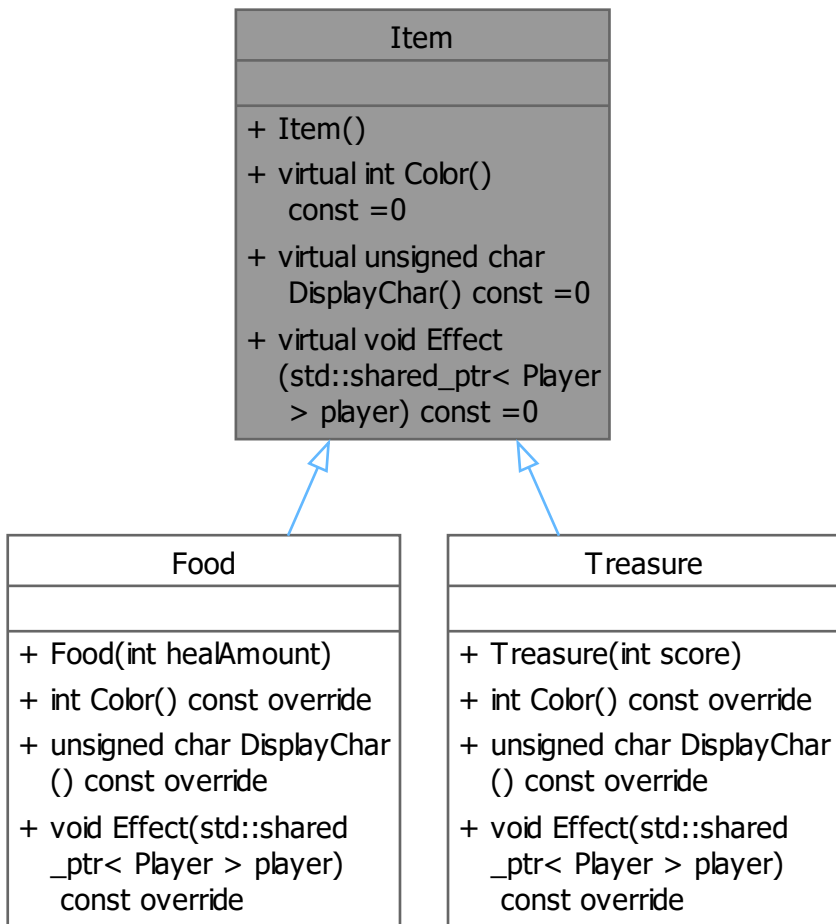 Item
+ Item()
+ virtual int Color()
const =0
+ virtual unsigned char
DisplayChar() const =0
+ virtual void Effect
(std::shared_ptr< Player
> player) const =0
Food
+ Food(int healAmount)
+ int Color() const override
+ unsigned char DisplayChar
() const override
+ void Effect(std::shared
_ptr< Player > player)
const override
Treasure
+ Treasure(int score)
+ int Color() const override
+ unsigned char DisplayChar
() const override
+ void Effect(std::shared
_ptr< Player > player)
const override